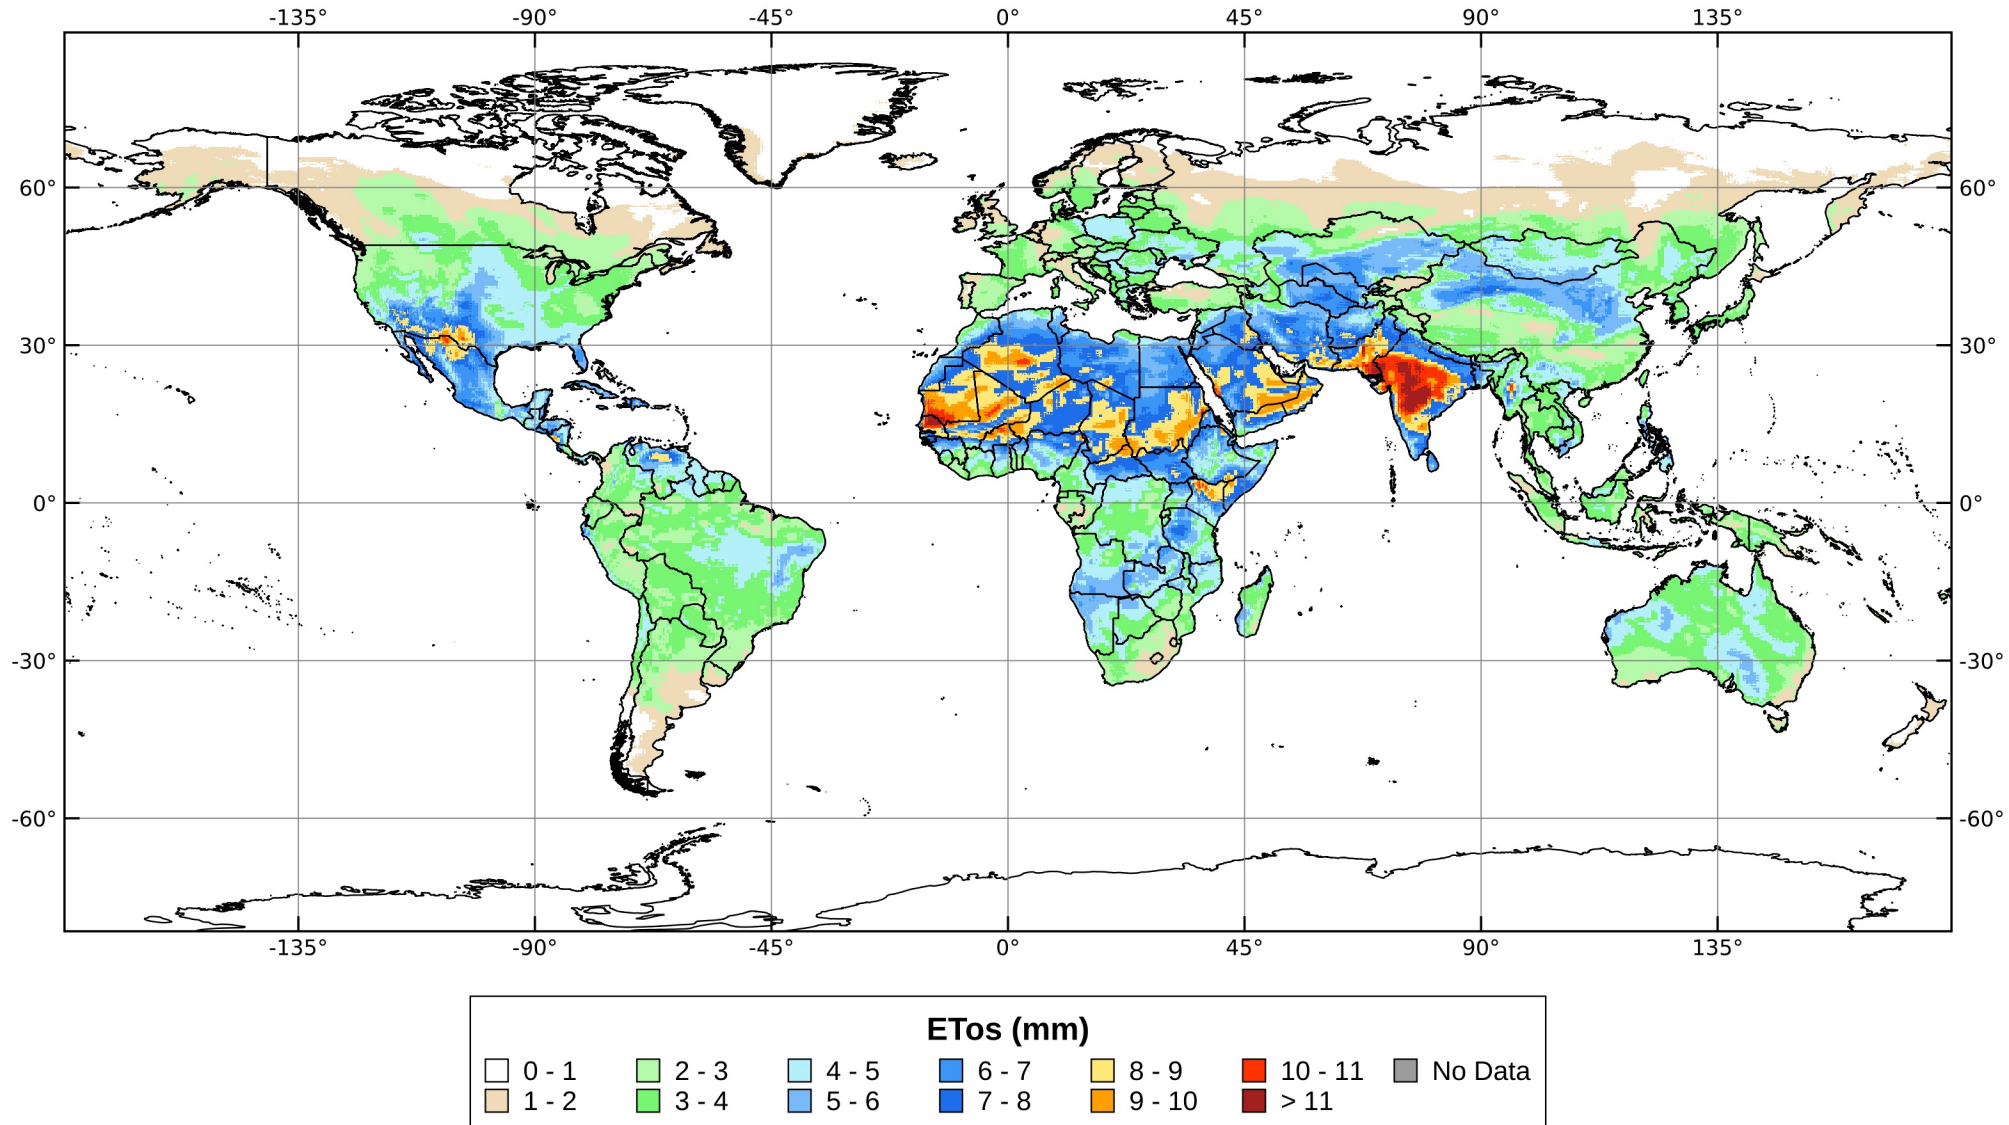 -135° -90° -45° 0° 45° 90° 135°
60° 60°
30° 30°
0° 0°
-30° -30°
-60° -60°
-135° -90° -45° 0° 45° 90° 135°
ETos (mm)
0 - 1 2 - 3 4 - 5 6 - 7 8 - 9 10 - 11 No Data
1 - 2 3 - 4 5 - 6 7 - 8 9 - 10 > 11